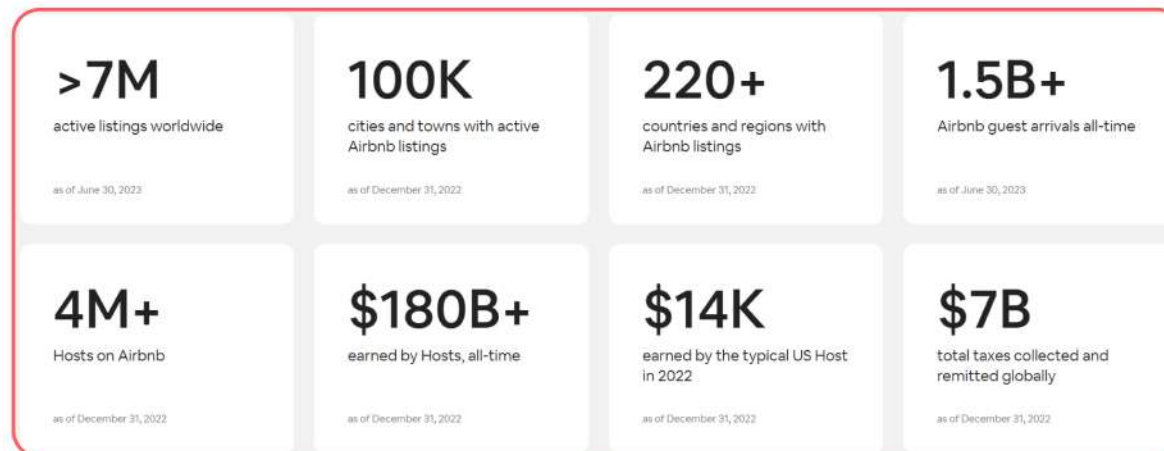 >7M
active listings worldwide
as of June 30, 2023
100K
cities and towns with active
Airbnb listings
as of December 31, 2022
220+
countries and regions with
Airbnb listings
as of December 31, 2022
1.5B+
Airbnb guest arrivals all-time
as of June 30, 2023
4M+
Hosts on Airbnb
as of December 31, 2022
$180B+
earned by Hosts, all-time
as of December 31, 2022
$14K
earned by the typical US Host
in 2022
as of December 31, 2022
$7B
total taxes collected and
remitted globally
as of December 31, 2022